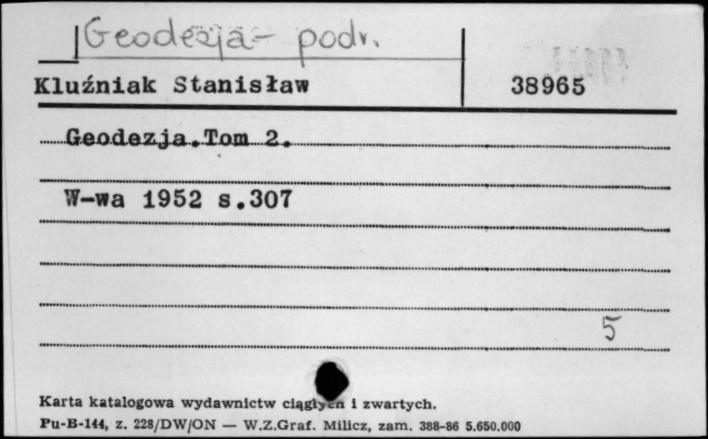 Geodezja - podr.
Kluźniak Stanisław 38965
Geodezja.Tom 2.
W-wa 1952 s.307
5
Karta katalogowa wydawnictw ciągłych i zwartych.
Pu-B-144, z. 228/DW/ON — W.Z.Graf. Milicz, zam. 388-86 5.650.000